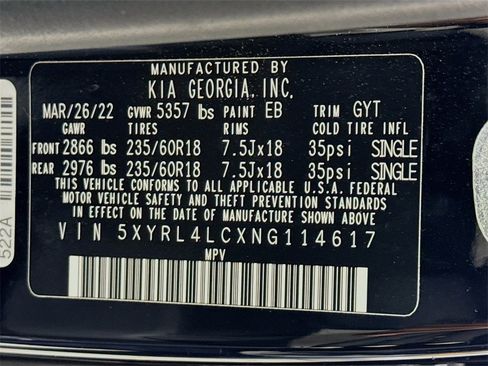 MANUFACTURED BY
KIA GEORGIA, INC.
MAR/26/22 GVWR 5357 lbs PAINT EB TRIM GYT
GAWR TIRES RIMS COLD TIRE INFL
FRONT 2866 lbs 235/60R18 7.5Jx18 35psi SINGLE
REAR 2976 lbs 235/60R18 7.5Jx18 35psi SINGLE
THIS VEHICLE CONFORMS TO ALL APPLICABLE U.S.A. FEDERAL
MOTOR VEHICLE SAFETY AND THEFT PREVENTION STANDARDS
IN EFFECT ON THE DATE OF MANUFACTURE SHOWN ABOVE
VIN 5XYRL4LCXNG114617
MPV
522A